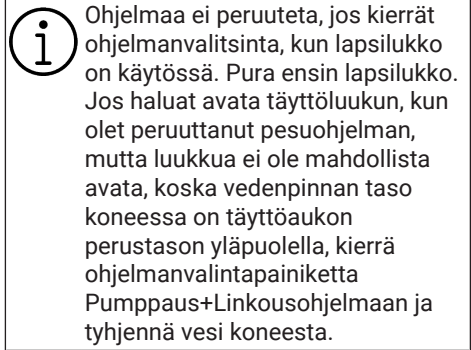 Ohjelmaa ei peruuteta, jos kierrät
ohjelmanvalitsinta, kun lapsilukko
on käytössä. Pura ensin lapsilukko.
Jos haluat avata täyttöluukun, kun
olet peruuttanut pesuohjelman,
mutta luukkua ei ole mahdollista
avata, koska vedenpinnan taso
koneessa on täyttöaukon
perustason yläpuolella, kierrä
ohjelmanvalintapainiketta
Pumppaus+Linkousohjelmaan ja
tyhjennä vesi koneesta.